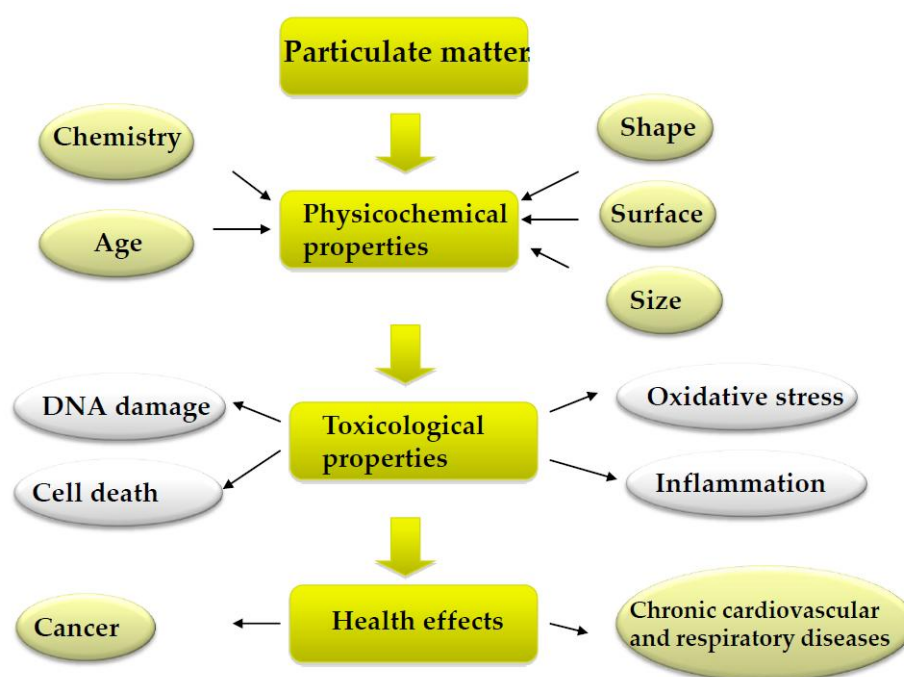 Particulate matter
Chemistry
Shape
Physicochemical
properties
Surface
Age
Size
DNA damage
Oxidative stress
Toxicological
properties
Cell death
Inflammation
Cancer
Health effects
Chronic cardiovascular
and respiratory diseases